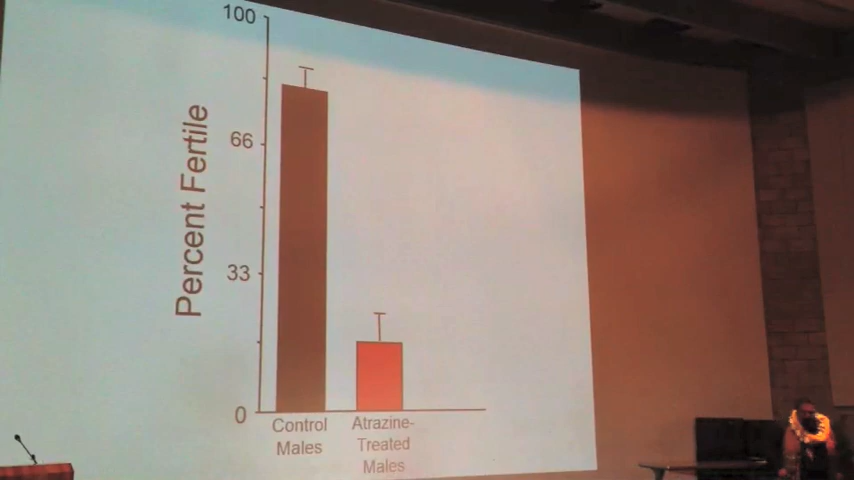 100
66
33
0
Percent Fertile
Control
Males
Atrazine-
Treated
Males